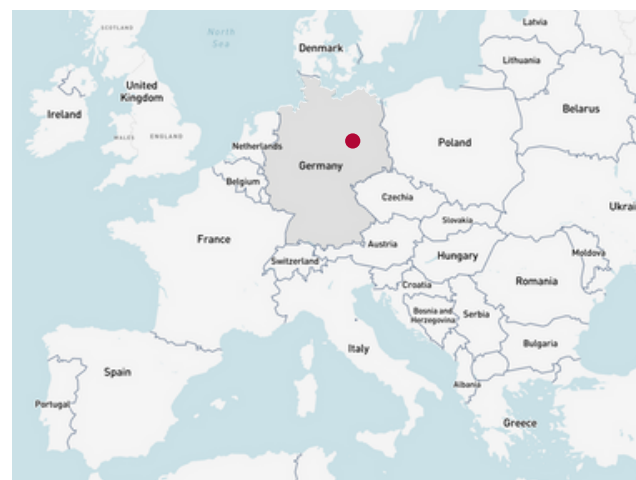 SCOTLAND
North
Sea
Denmark
Latvia
Lithuania
United
Kingdom
Ireland
Belarus
WALES
ENGLAND
Netherlands
Poland
Germany
Belgium
Czechia
Ukrai
Slovakia
France
Austria
Switzerland
Hungary
Moldova
Romania
Croatia
Bosnia and
Herzegovina
Serbia
Italy
Bulgaria
Spain
Albania
Portugal
Greece